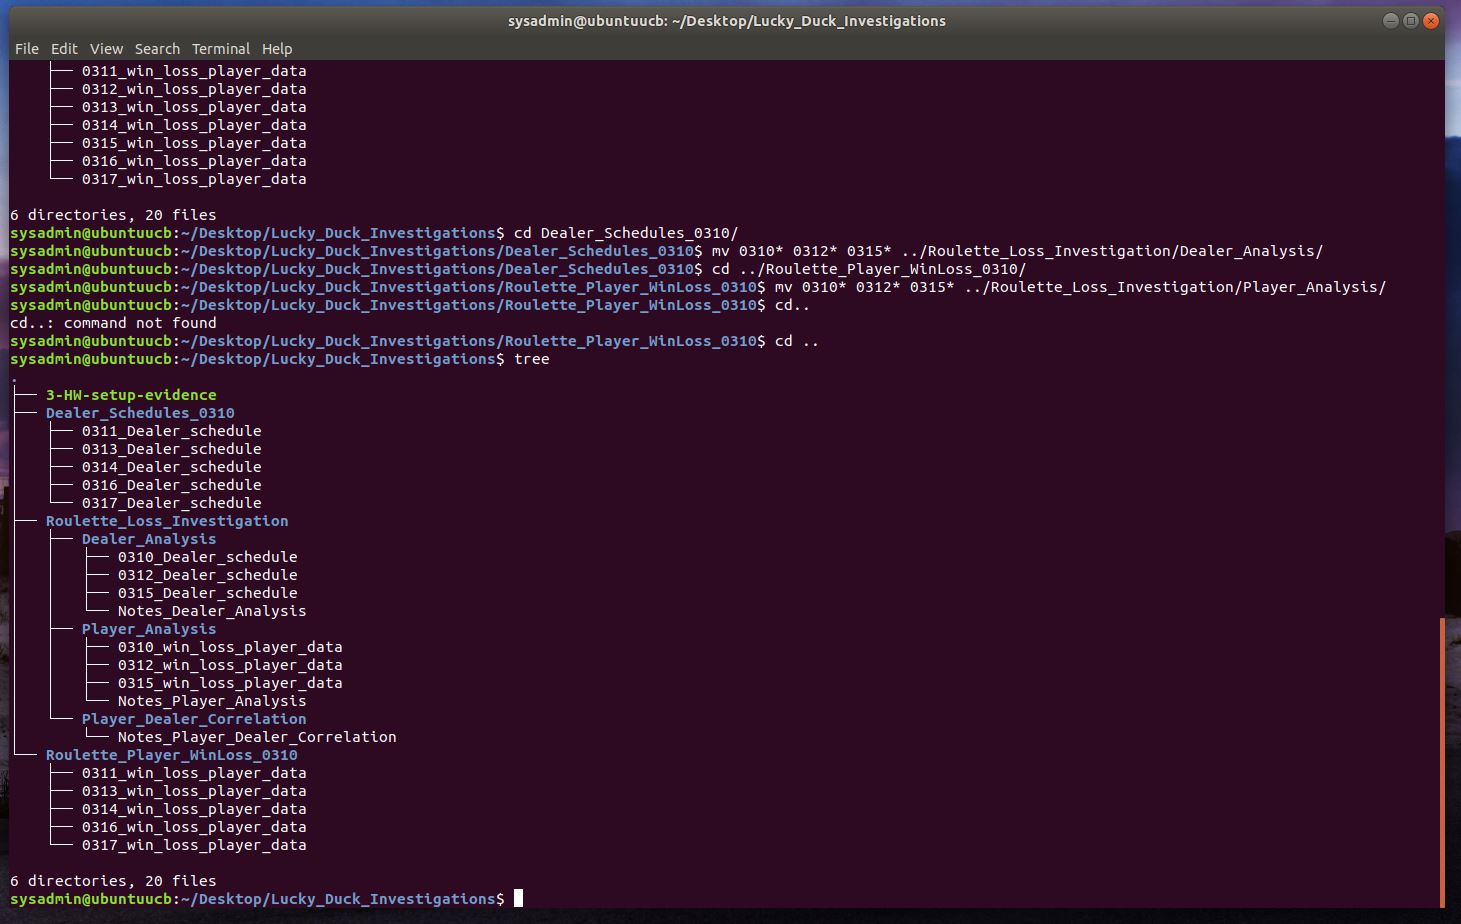 sysadmin@ubuntuucb: ~/Desktop/Lucky_Duck_Investigations
File Edit View Search Terminal Help
├── 0311_win_loss_player_data
├── 0312_win_loss_player_data
├── 0313_win_loss_player_data
├── 0314_win_loss_player_data
├── 0315_win_loss_player_data
├── 0316_win_loss_player_data
└── 0317_win_loss_player_data
6 directories, 20 files
sysadmin@ubuntuucb:~/Desktop/Lucky_Duck_Investigations$ cd Dealer_Schedules_0310/
sysadmin@ubuntuucb:~/Desktop/Lucky_Duck_Investigations/Dealer_Schedules_0310$ mv 0310* 0312* 0315* ../Roulette_Loss_Investigation/Dealer_Analysis/
sysadmin@ubuntuucb:~/Desktop/Lucky_Duck_Investigations/Dealer_Schedules_0310$ cd ../Roulette_Player_WinLoss_0310/
sysadmin@ubuntuucb:~/Desktop/Lucky_Duck_Investigations/Roulette_Player_WinLoss_0310$ mv 0310* 0312* 0315* ../Roulette_Loss_Investigation/Player_Analysis/
sysadmin@ubuntuucb:~/Desktop/Lucky_Duck_Investigations/Roulette_Player_WinLoss_0310$ cd..
cd..: command not found
sysadmin@ubuntuucb:~/Desktop/Lucky_Duck_Investigations/Roulette_Player_WinLoss_0310$ cd ..
sysadmin@ubuntuucb:~/Desktop/Lucky_Duck_Investigations$ tree
.
├── 3-HW-setup-evidence
├── Dealer_Schedules_0310
│   ├── 0311_Dealer_schedule
│   ├── 0313_Dealer_schedule
│   ├── 0314_Dealer_schedule
│   ├── 0316_Dealer_schedule
│   └── 0317_Dealer_schedule
├── Roulette_Loss_Investigation
│   ├── Dealer_Analysis
│   │   ├── 0310_Dealer_schedule
│   │   ├── 0312_Dealer_schedule
│   │   ├── 0315_Dealer_schedule
│   │   └── Notes_Dealer_Analysis
│   ├── Player_Analysis
│   │   ├── 0310_win_loss_player_data
│   │   ├── 0312_win_loss_player_data
│   │   ├── 0315_win_loss_player_data
│   │   └── Notes_Player_Analysis
│   └── Player_Dealer_Correlation
│       └── Notes_Player_Dealer_Correlation
└── Roulette_Player_WinLoss_0310
    ├── 0311_win_loss_player_data
    ├── 0313_win_loss_player_data
    ├── 0314_win_loss_player_data
    ├── 0316_win_loss_player_data
    └── 0317_win_loss_player_data
6 directories, 20 files
sysadmin@ubuntuucb:~/Desktop/Lucky_Duck_Investigations$